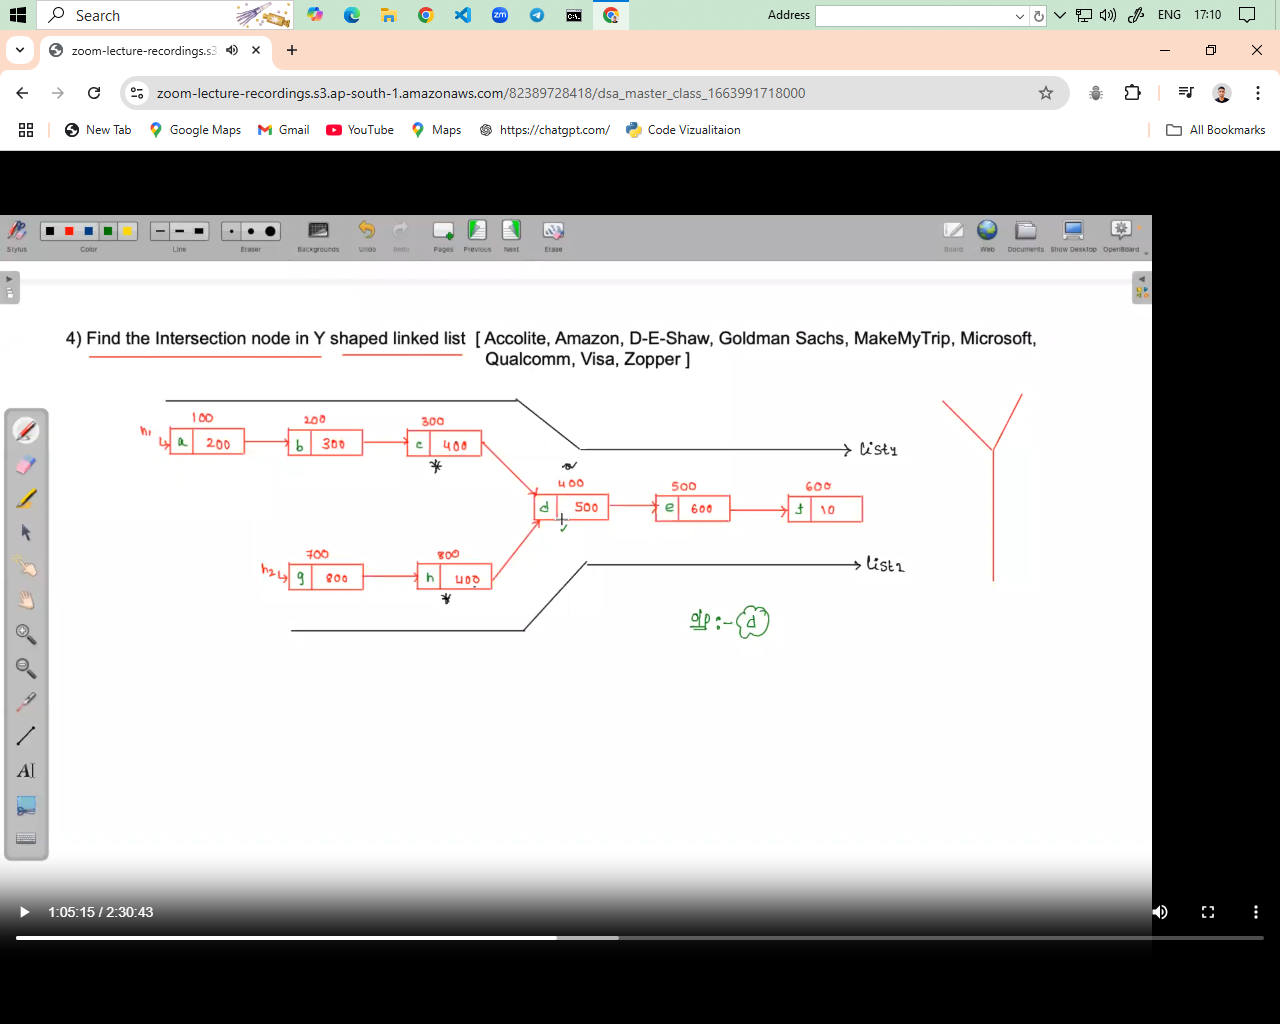 Search
Address
ENG 17:10
zoom-lecture-recordings.s3
zoom-lecture-recordings.s3.ap-south-1.amazonaws.com/82389728418/dsa_master_class_1663991718000
New Tab Google Maps Gmail YouTube Maps https://chatgpt.com/ Code Vizualitaion All Bookmarks
Stylus Color Line Eraser Backgrounds Undo Redo Pages Previous Next Erase Board Web Documents Show Desktop OpenBoard
4) Find the Intersection node in Y shaped linked list [ Accolite, Amazon, D-E-Shaw, Goldman Sachs, MakeMyTrip, Microsoft,
Qualcomm, Visa, Zopper ]
100 200 300
h1 a 200 b 300 c 400 List1
400 500 600
d 500 e 600 f 10
700 800
h2 g 800 h 400 List2
o/p :- d
1:05:15 / 2:30:43